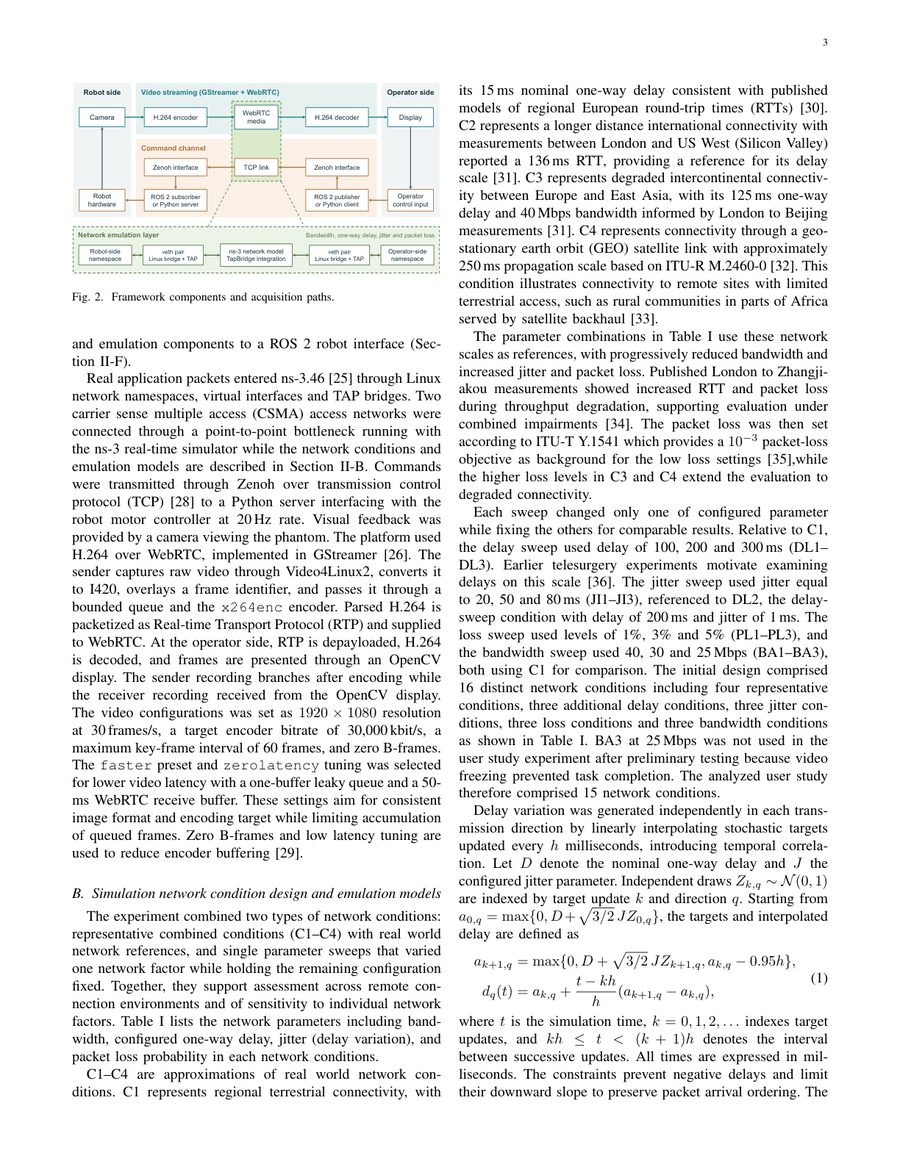 3
Robot side
Video streaming (GStreamer + WebRTC)
Operator side
Camera
H.264 encoder
WebRTC
media
H.264 decoder
Display
Command channel
Zenoh interface
TCP link
Zenoh interface
Robot
hardware
ROS 2 subscriber
or Python server
ROS 2 publisher
or Python client
Operator
control input
Network emulation layer
Bandwidth, one-way delay, jitter and packet loss
Robot-side
namespace
veth pair
Linux bridge + TAP
ns-3 network model
TapBridge integration
veth pair
Linux bridge + TAP
Operator-side
namespace
Fig. 2. Framework components and acquisition paths.
and emulation components to a ROS 2 robot interface (Sec-
tion II-F).
Real application packets entered ns-3.46 [25] through Linux
network namespaces, virtual interfaces and TAP bridges. Two
carrier sense multiple access (CSMA) access networks were
connected through a point-to-point bottleneck running with
the ns-3 real-time simulator while the network conditions and
emulation models are described in Section II-B. Commands
were transmitted through Zenoh over transmission control
protocol (TCP) [28] to a Python server interfacing with the
robot motor controller at 20 Hz rate. Visual feedback was
provided by a camera viewing the phantom. The platform used
H.264 over WebRTC, implemented in GStreamer [26]. The
sender captures raw video through Video4Linux2, converts it
to I420, overlays a frame identifier, and passes it through a
bounded queue and the x264enc encoder. Parsed H.264 is
packetized as Real-time Transport Protocol (RTP) and supplied
to WebRTC. At the operator side, RTP is depayloaded, H.264
is decoded, and frames are presented through an OpenCV
display. The sender recording branches after encoding while
the receiver recording received from the OpenCV display.
The video configurations was set as 1920 × 1080 resolution
at 30 frames/s, a target encoder bitrate of 30,000 kbit/s, a
maximum key-frame interval of 60 frames, and zero B-frames.
The faster preset and zerolatency tuning was selected
for lower video latency with a one-buffer leaky queue and a 50-
ms WebRTC receive buffer. These settings aim for consistent
image format and encoding target while limiting accumulation
of queued frames. Zero B-frames and low latency tuning are
used to reduce encoder buffering [29].
B. Simulation network condition design and emulation models
The experiment combined two types of network conditions:
representative combined conditions (C1–C4) with real world
network references, and single parameter sweeps that varied
one network factor while holding the remaining configuration
fixed. Together, they support assessment across remote con-
nection environments and of sensitivity to individual network
factors. Table I lists the network parameters including band-
width, configured one-way delay, jitter (delay variation), and
packet loss probability in each network conditions.
C1–C4 are approximations of real world network con-
ditions. C1 represents regional terrestrial connectivity, with
its 15 ms nominal one-way delay consistent with published
models of regional European round-trip times (RTTs) [30].
C2 represents a longer distance international connectivity with
measurements between London and US West (Silicon Valley)
reported a 136 ms RTT, providing a reference for its delay
scale [31]. C3 represents degraded intercontinental connectiv-
ity between Europe and East Asia, with its 125 ms one-way
delay and 40 Mbps bandwidth informed by London to Beijing
measurements [31]. C4 represents connectivity through a geo-
stationary earth orbit (GEO) satellite link with approximately
250 ms propagation scale based on ITU-R M.2460-0 [32]. This
condition illustrates connectivity to remote sites with limited
terrestrial access, such as rural communities in parts of Africa
served by satellite backhaul [33].
The parameter combinations in Table I use these network
scales as references, with progressively reduced bandwidth and
increased jitter and packet loss. Published London to Zhangji-
akou measurements showed increased RTT and packet loss
during throughput degradation, supporting evaluation under
combined impairments [34]. The packet loss was then set
according to ITU-T Y.1541 which provides a 10⁻³ packet-loss
objective as background for the low loss settings [35],while
the higher loss levels in C3 and C4 extend the evaluation to
degraded connectivity.
Each sweep changed only one of configured parameter
while fixing the others for comparable results. Relative to C1,
the delay sweep used delay of 100, 200 and 300 ms (DL1–
DL3). Earlier telesurgery experiments motivate examining
delays on this scale [36]. The jitter sweep used jitter equal
to 20, 50 and 80 ms (JI1–JI3), referenced to DL2, the delay-
sweep condition with delay of 200 ms and jitter of 1 ms. The
loss sweep used levels of 1%, 3% and 5% (PL1–PL3), and
the bandwidth sweep used 40, 30 and 25 Mbps (BA1–BA3),
both using C1 for comparison. The initial design comprised
16 distinct network conditions including four representative
conditions, three additional delay conditions, three jitter con-
ditions, three loss conditions and three bandwidth conditions
as shown in Table I. BA3 at 25 Mbps was not used in the
user study experiment after preliminary testing because video
freezing prevented task completion. The analyzed user study
therefore comprised 15 network conditions.
Delay variation was generated independently in each trans-
mission direction by linearly interpolating stochastic targets
updated every h milliseconds, introducing temporal correla-
tion. Let D denote the nominal one-way delay and J the
configured jitter parameter. Independent draws Z_{k,q} ∼ N(0, 1)
are indexed by target update k and direction q. Starting from
a_{0,q} = max{0, D + √(3/2) JZ_{0,q}}, the targets and interpolated
delay are defined as
a_{k+1,q} = max{0, D + √(3/2) JZ_{k+1,q}, a_{k,q} − 0.95h},
d_q(t) = a_{k,q} + (t − kh)/h (a_{k+1,q} − a_{k,q}),
(1)
where t is the simulation time, k = 0, 1, 2, . . . indexes target
updates, and kh ≤ t < (k + 1)h denotes the interval
between successive updates. All times are expressed in mil-
liseconds. The constraints prevent negative delays and limit
their downward slope to preserve packet arrival ordering. The